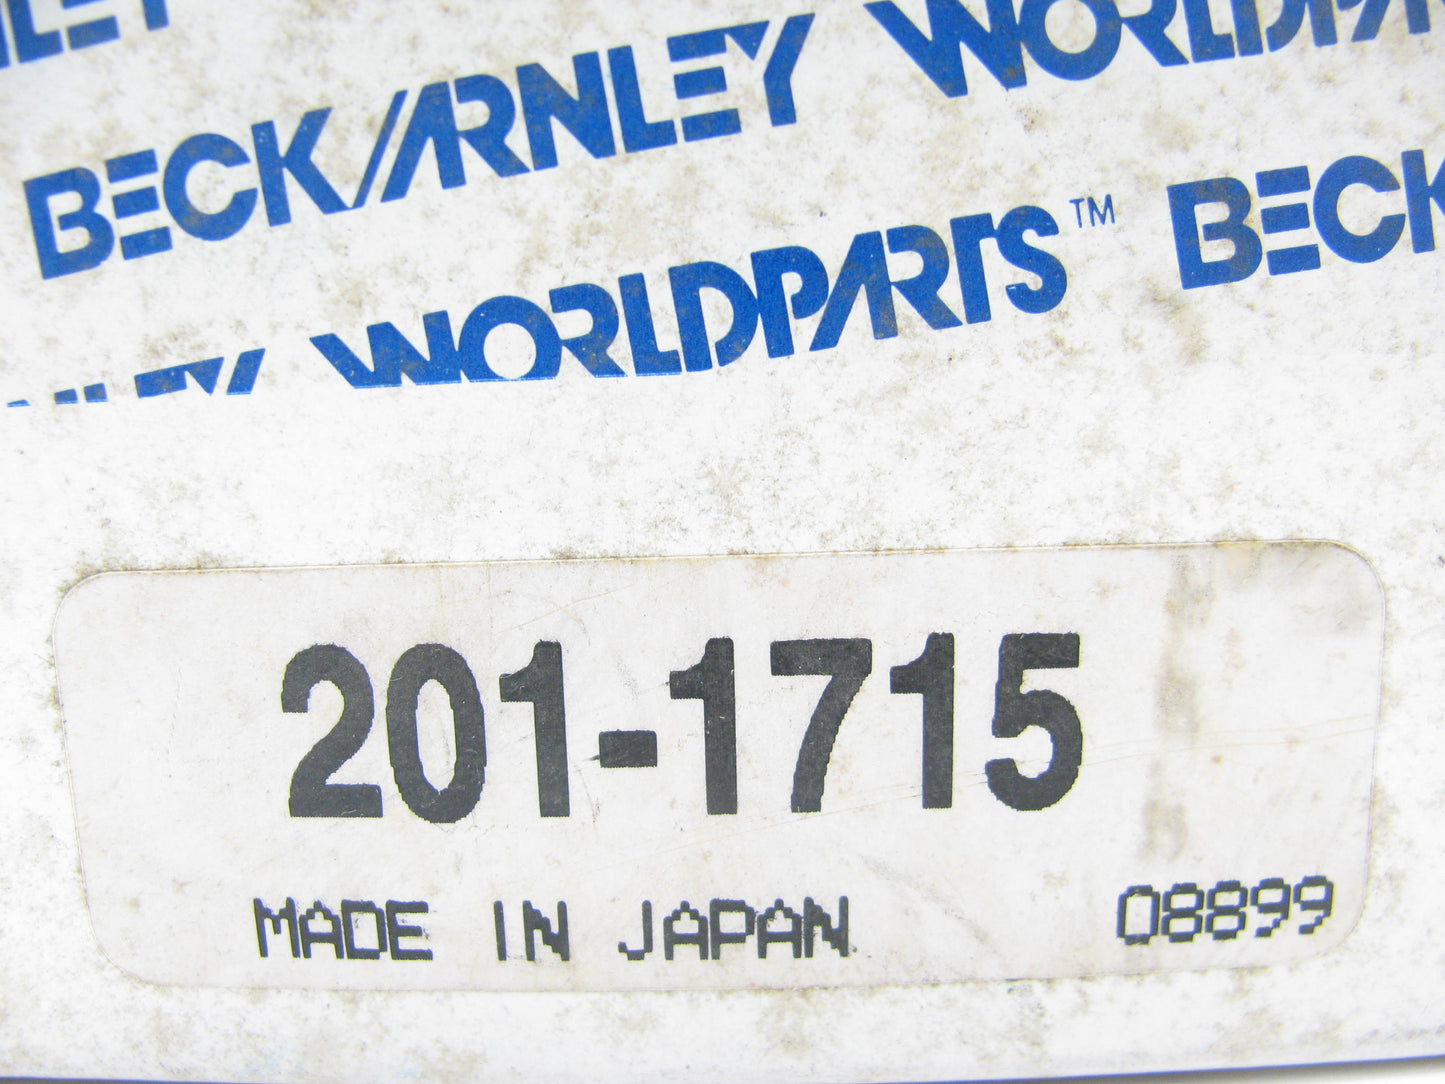 BECK/ARNLEY WORLDPARTS
WORLDPARTS™ BECK
201-1715
MADE IN JAPAN 08899